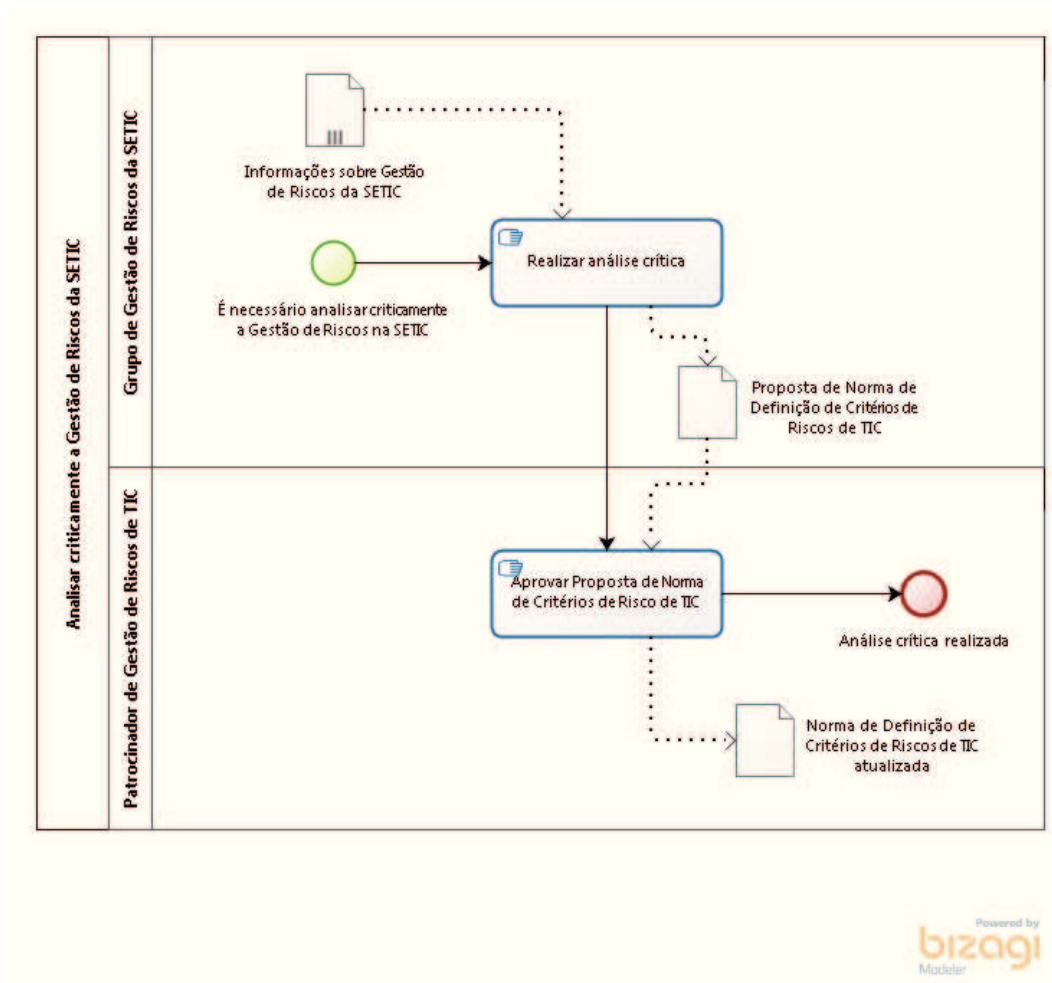 Analisar criticamente a Gestão de Riscos da SETIC
Grupo de Gestão de Riscos da SETIC
Informações sobre Gestão
de Riscos da SETIC
Realizar análise crítica
É necessário analisar criticamente
a Gestão de Riscos na SETIC
Proposta de Norma de
Definição de Critérios de
Riscos de TIC
Patrocinador de Gestão de Riscos de TIC
Aprovar Proposta de Norma
de Critérios de Risco de TIC
Análise crítica realizada
Norma de Definição de
Critérios de Riscos de TIC
atualizada
Powered by
bizagi
Modeler